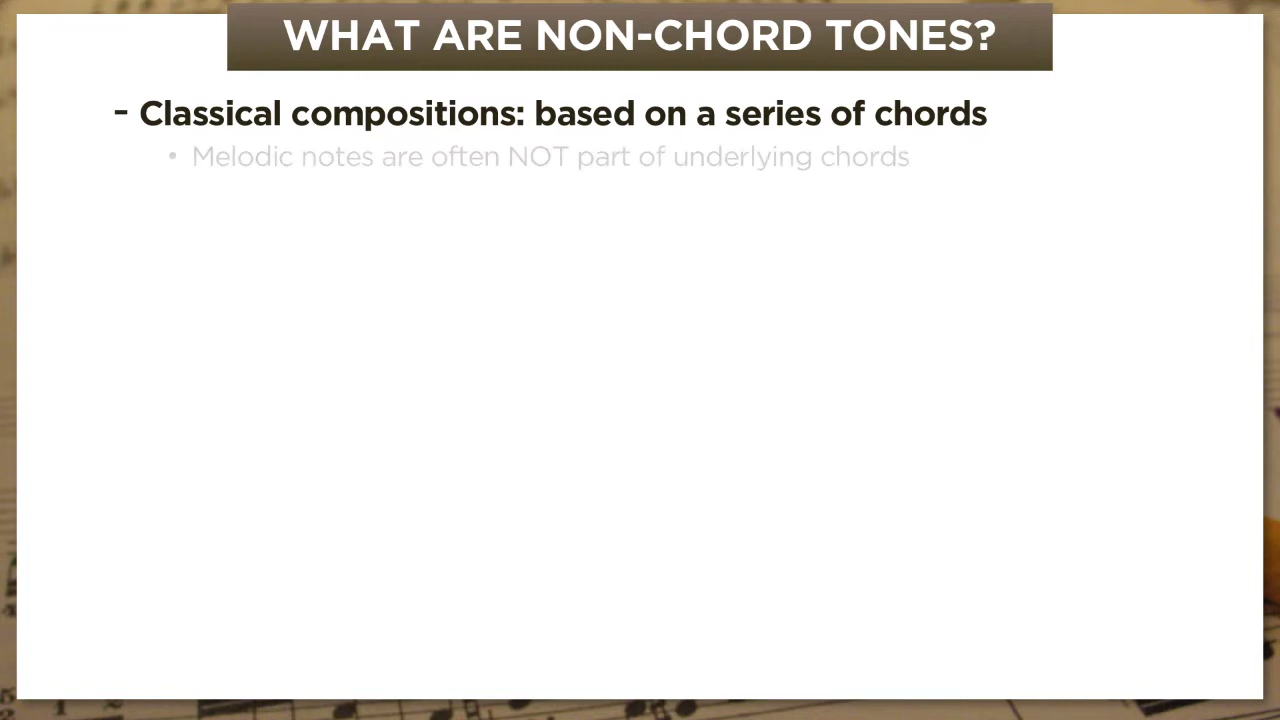 WHAT ARE NON-CHORD TONES?
- Classical compositions: based on a series of chords
• Melodic notes are often NOT part of underlying chords